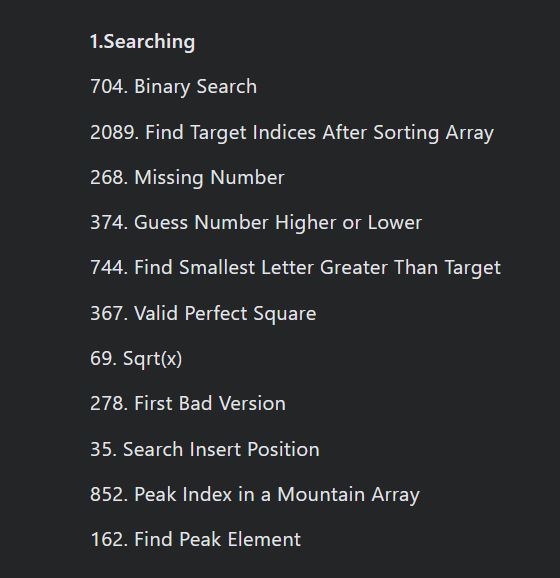 1.Searching
704. Binary Search
2089. Find Target Indices After Sorting Array
268. Missing Number
374. Guess Number Higher or Lower
744. Find Smallest Letter Greater Than Target
367. Valid Perfect Square
69. Sqrt(x)
278. First Bad Version
35. Search Insert Position
852. Peak Index in a Mountain Array
162. Find Peak Element